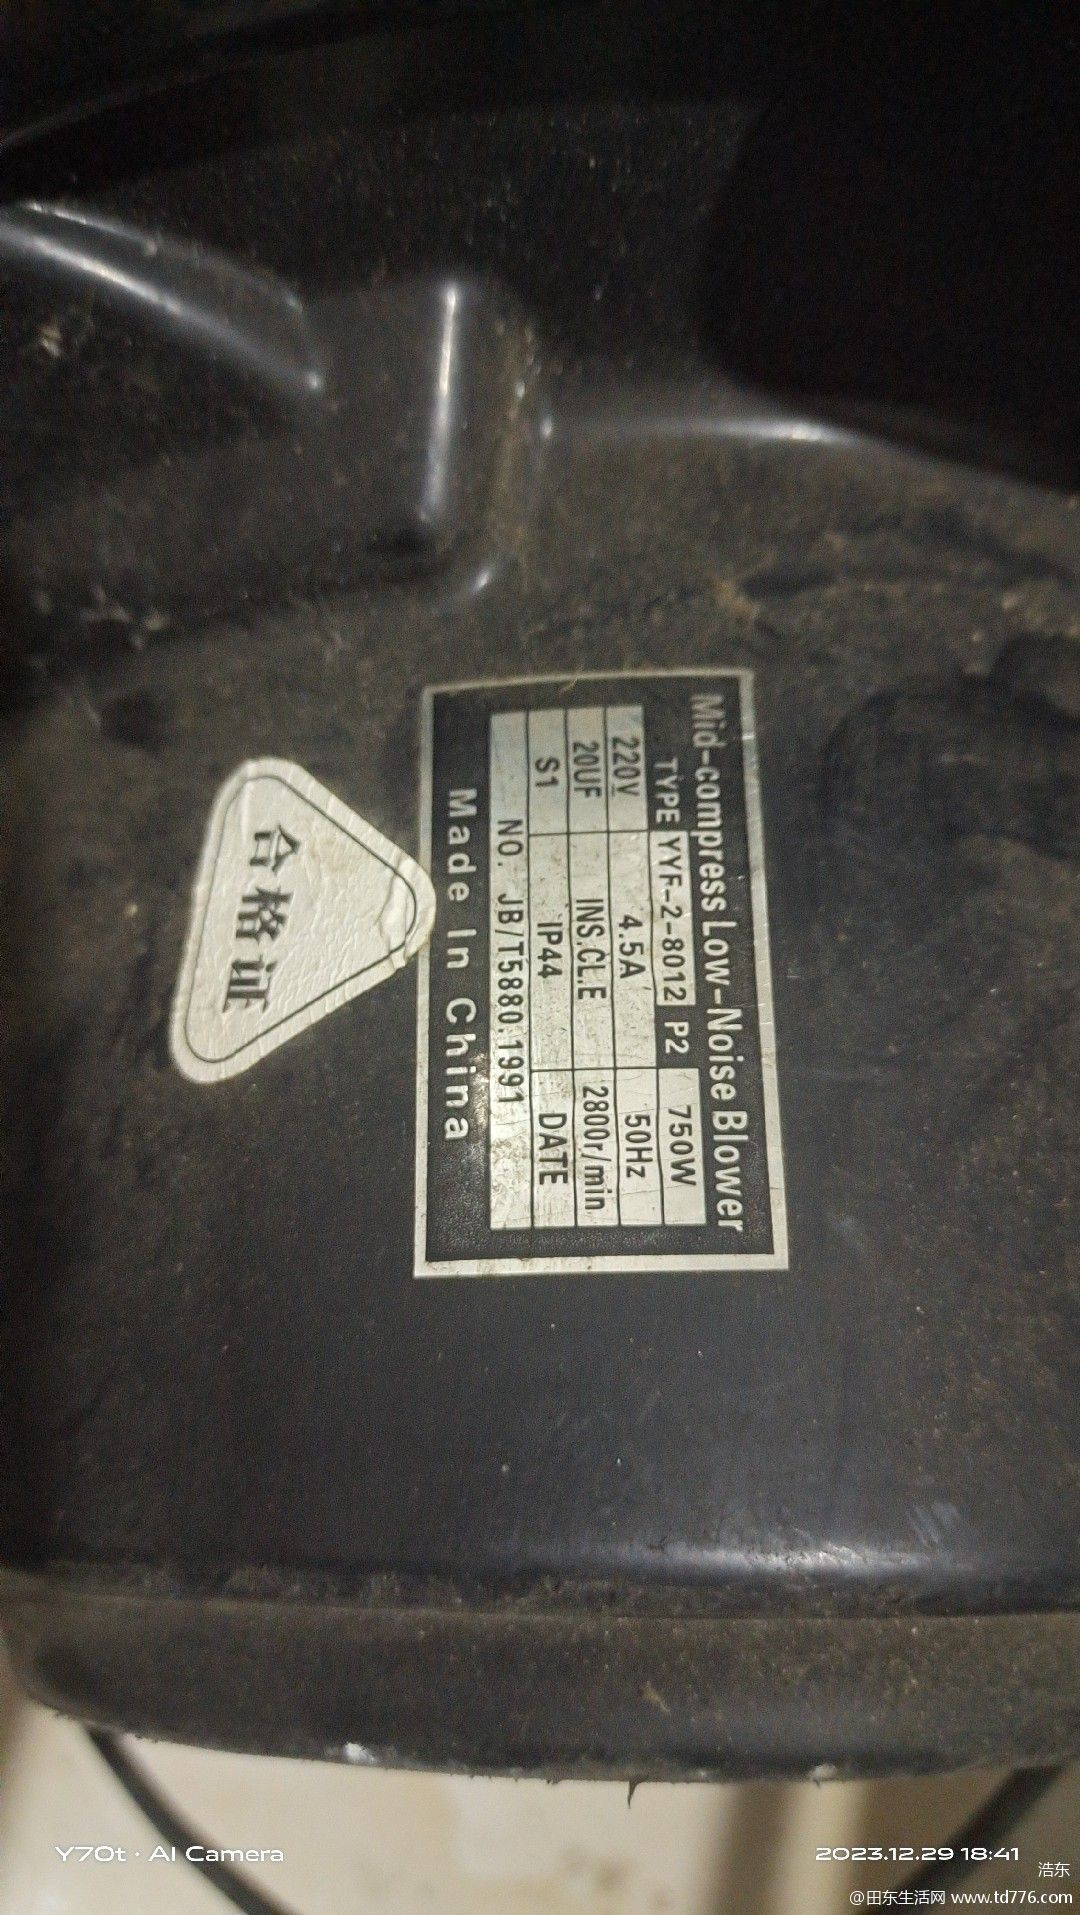 Mid-compress Low-Noise Blower
TYPE YYF-2-8012 P2 750W
220V 4.5A 50Hz
20UF INS.CL.E 2800r/min
S1 IP44 DATE
NO. JB/T5880.1991
Made In China
合格证
Y70t · AI Camera
2023.12.29 18:41
浩东
@田东生活网 www.td776.com